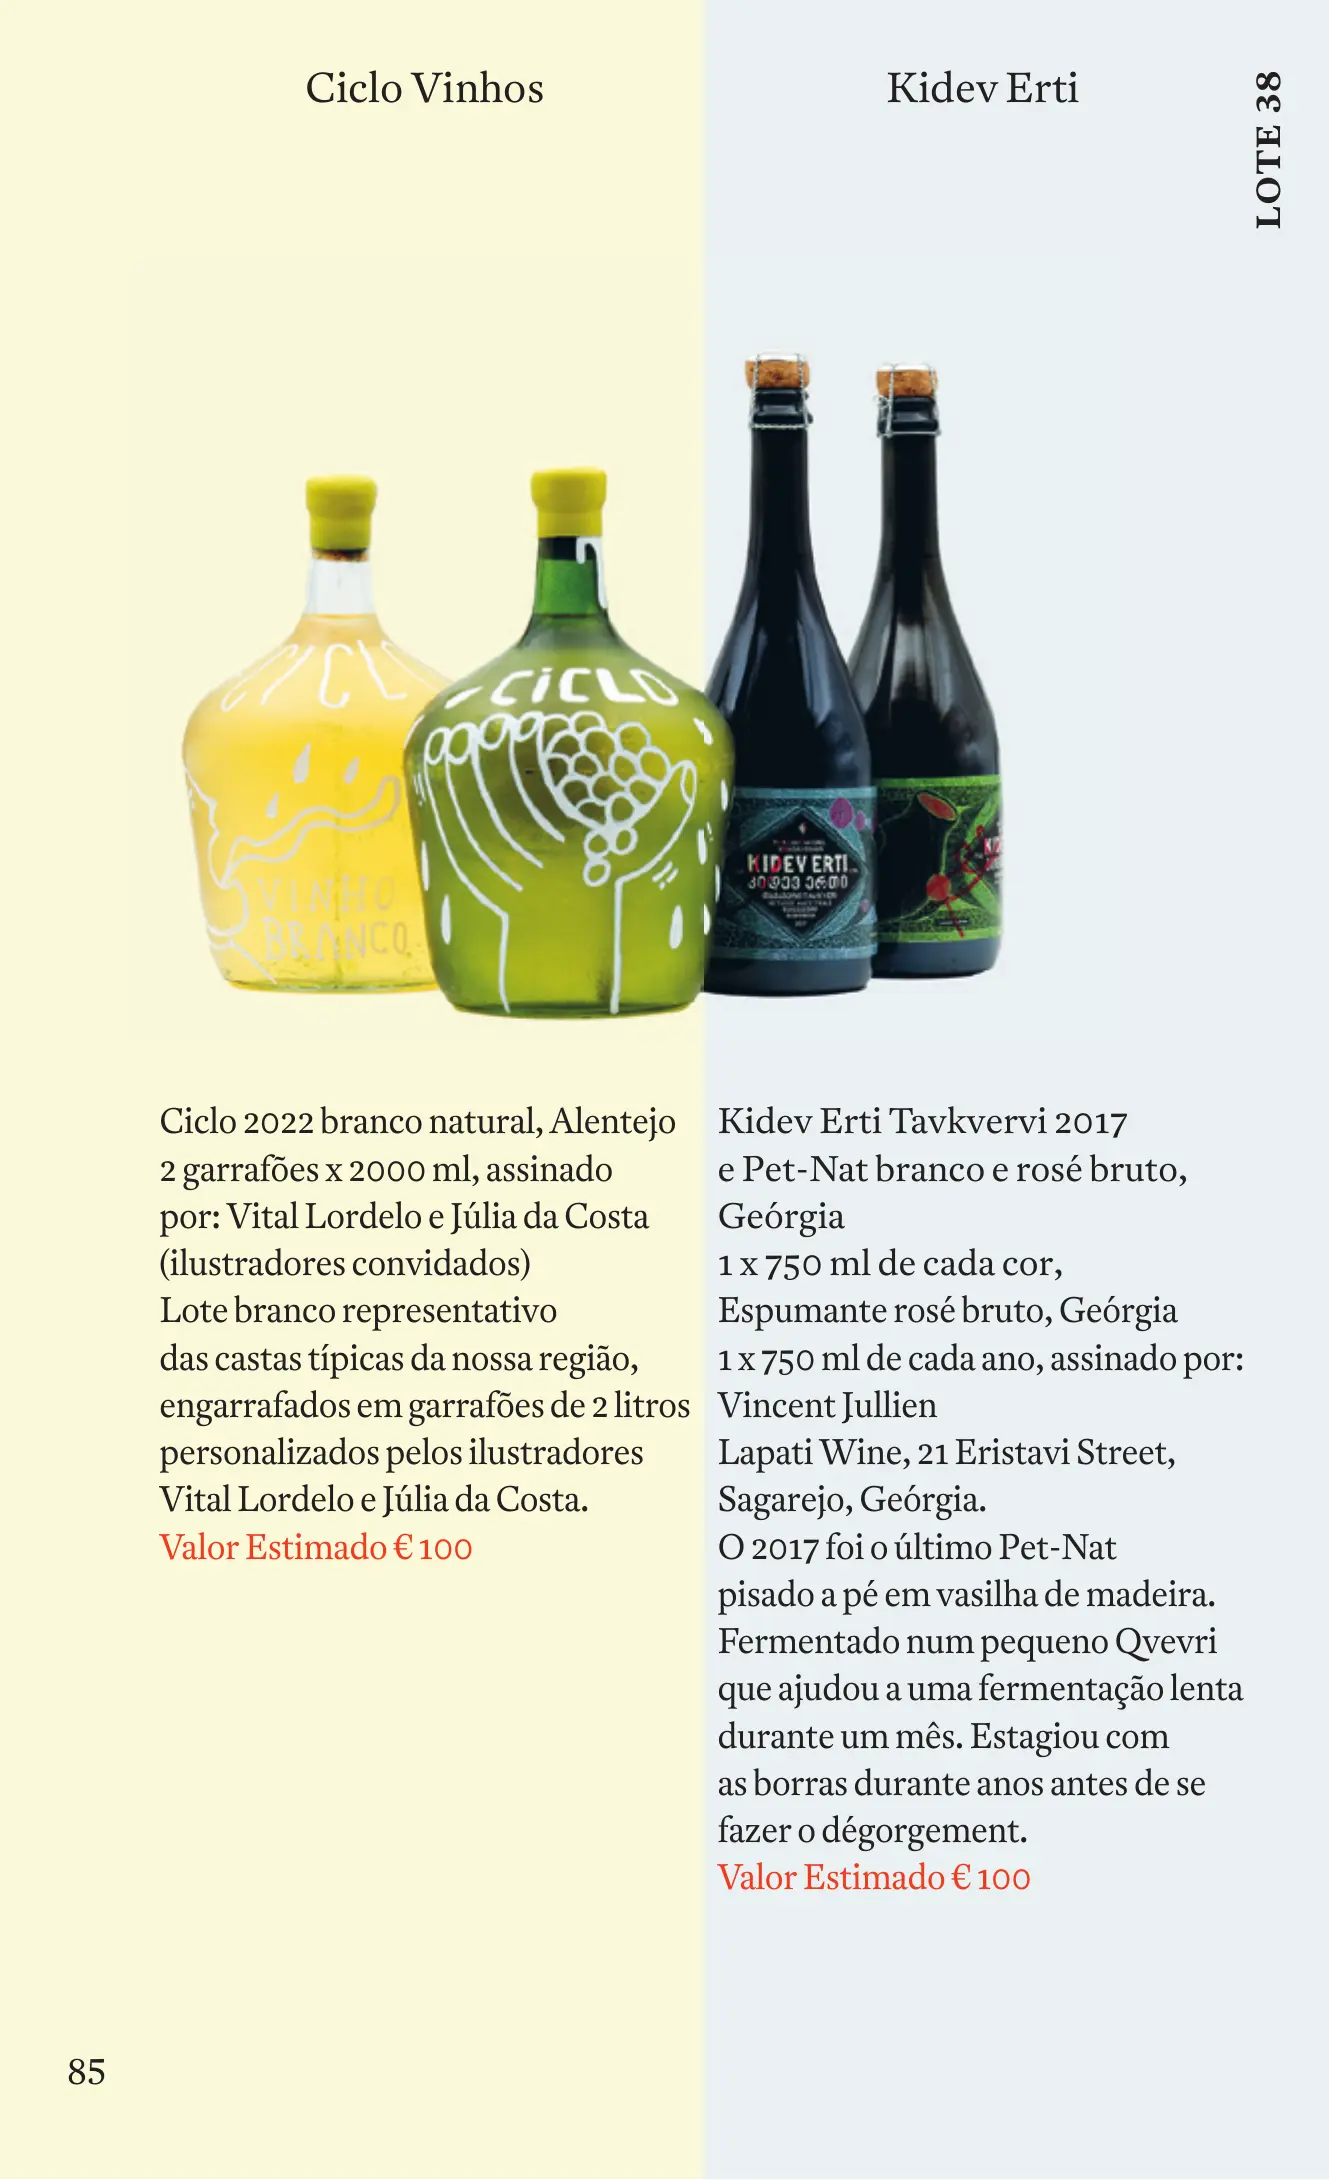 Ciclo Vinhos
Kidev Erti
LOTE 38
CICLO
VINHO
BRANCO
CiCLO
KIDEV ERTI
ᲙᲘᲓᲔᲕ ᲔᲠᲗᲘ
Ciclo 2022 branco natural, Alentejo
2 garrafões x 2000 ml, assinado
por: Vital Lordelo e Júlia da Costa
(ilustradores convidados)
Lote branco representativo
das castas típicas da nossa região,
engarrafados em garrafões de 2 litros
personalizados pelos ilustradores
Vital Lordelo e Júlia da Costa.
Valor Estimado € 100
Kidev Erti Tavkvervi 2017
e Pet-Nat branco e rosé bruto,
Geórgia
1 x 750 ml de cada cor,
Espumante rosé bruto, Geórgia
1 x 750 ml de cada ano, assinado por:
Vincent Jullien
Lapati Wine, 21 Eristavi Street,
Sagarejo, Geórgia.
O 2017 foi o último Pet-Nat
pisado a pé em vasilha de madeira.
Fermentado num pequeno Qvevri
que ajudou a uma fermentação lenta
durante um mês. Estagiou com
as borras durante anos antes de se
fazer o dégorgement.
Valor Estimado € 100
85